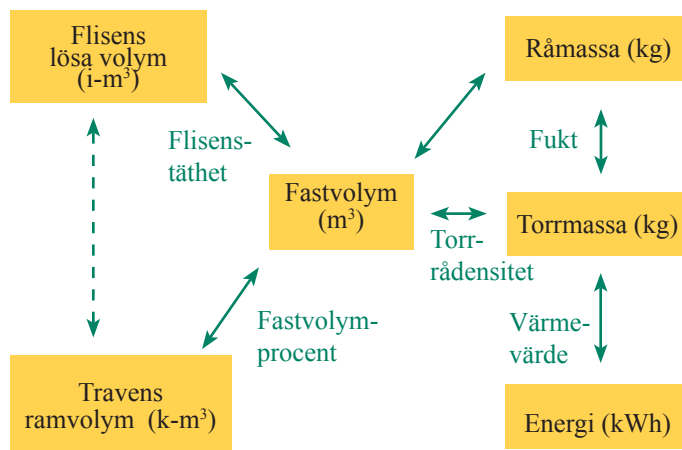 Flisens
lösa volym
(i-m³)
Råmassa (kg)
Flisens-
täthet
Fukt
Fastvolym
(m³)
Torrmassa (kg)
Torr-
rådensitet
Fastvolym-
procent
Värme-
värde
Travens
ramvolym (k-m³)
Energi (kWh)